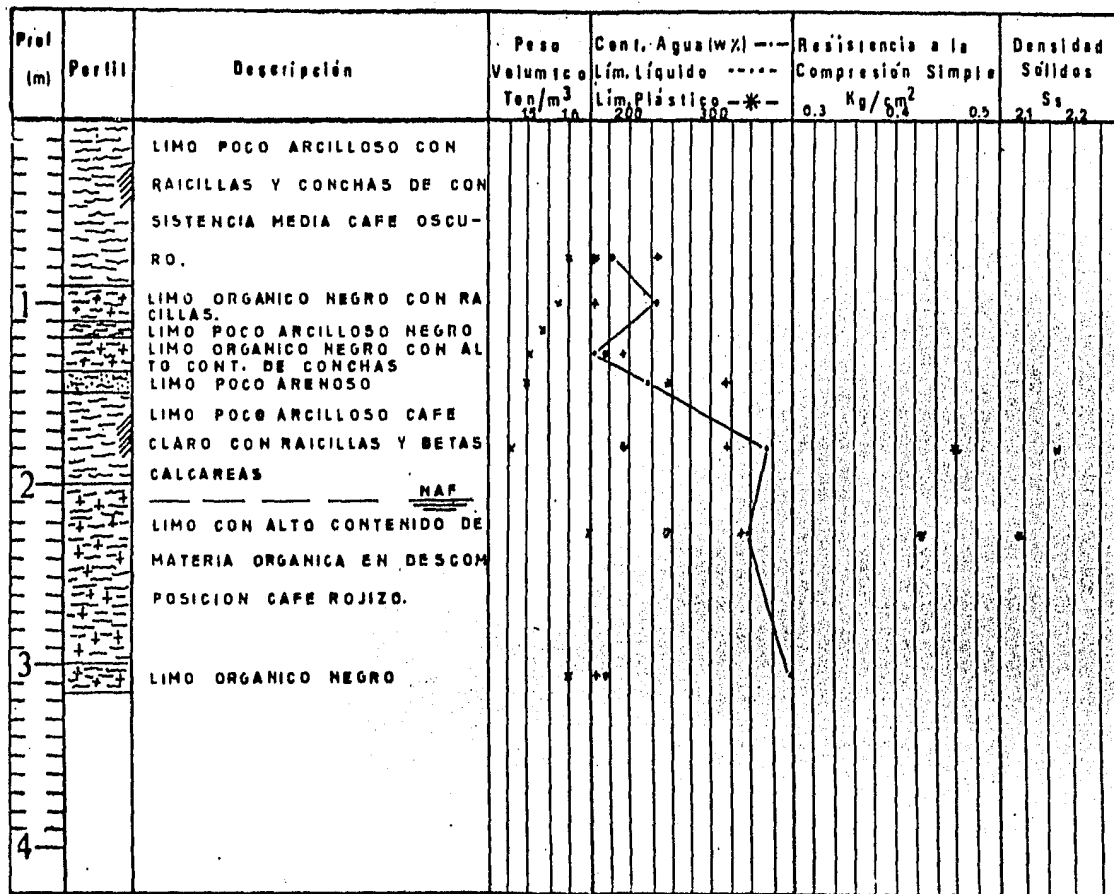 Prof (m)
Perfil
Descripción
Peso Volumtco Ton/m³
Cont. Agua (w%) —·—
Lím. Líquido -----
Lím. Plástico —*—
Resistencia a la Compresión Simple Kg/cm²
Densidad Sólidos Ss
200 300
0.3 0.4 0.5
2.1 2.2
LIMO POCO ARCILLOSO CON
RAICILLAS Y CONCHAS DE CON
SISTENCIA MEDIA CAFE OSCU-
RO.
1
LIMO ORGANICO NEGRO CON RA
CILLAS.
LIMO POCO ARCILLOSO NEGRO
LIMO ORGANICO NEGRO CON AL
TO CONT. DE CONCHAS
LIMO POCO ARENOSO
LIMO POCO ARCILLOSO CAFE
CLARO CON RAICILLAS Y BETAS
CALCAREAS
2
NAF
LIMO CON ALTO CONTENIDO DE
MATERIA ORGANICA EN DESCOM
POSICION CAFE ROJIZO.
3
LIMO ORGANICO NEGRO
4